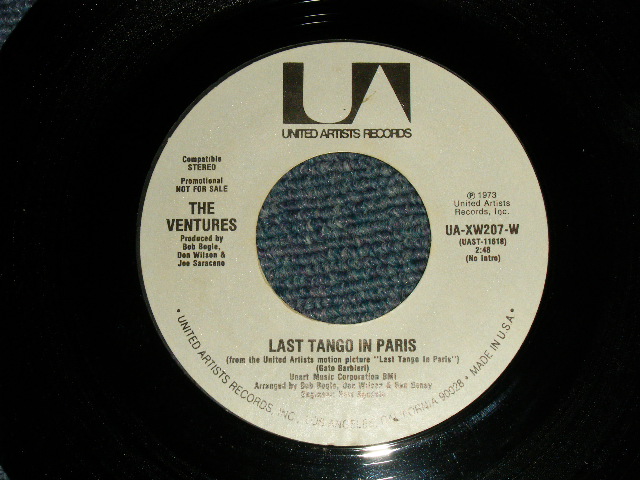 UA
UNITED ARTISTS RECORDS
Compatible
STEREO
Promotional
NOT FOR SALE
THE
VENTURES
Produced by
Bob Bogle,
Don Wilson &
Joe Saraceno
℗ 1973
United Artists
Records, Inc.
UA-XW207-W
(UAST-11618)
2:48
(No Intro)
LAST TANGO IN PARIS
(from the United Artists motion picture "Last Tango In Paris")
(Gato Barbieri)
Unart Music Corporation BMI
Arranged by Bob Bogle, Don Wilson &
• UNITED ARTISTS RECORDS, INC., LOS ANGELES, CALIFORNIA 90028 • MADE IN U.S.A. •